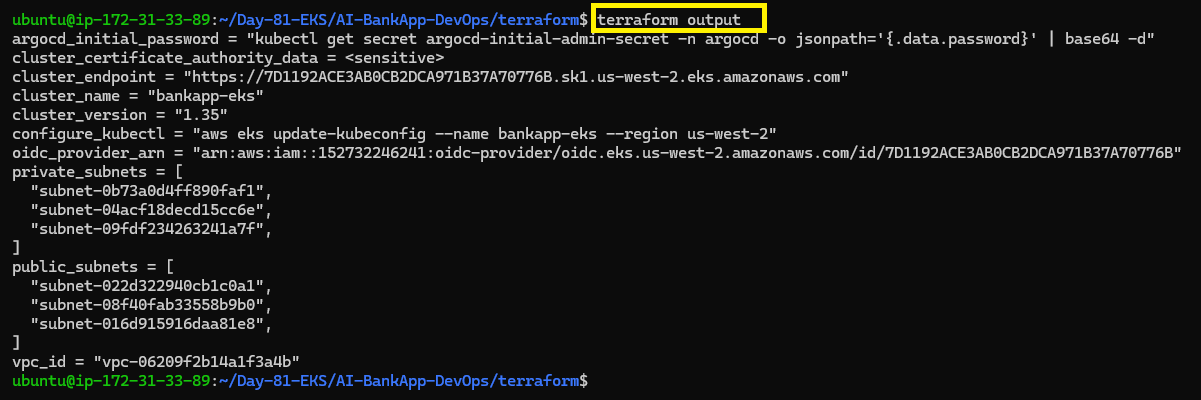 ubuntu@ip-172-31-33-89:~/Day-81-EKS/AI-BankApp-DevOps/terraform$ terraform output
argocd_initial_password = "kubectl get secret argocd-initial-admin-secret -n argocd -o jsonpath='{.data.password}' | base64 -d"
cluster_certificate_authority_data = <sensitive>
cluster_endpoint = "https://7D1192ACE3AB0CB2DCA971B37A70776B.sk1.us-west-2.eks.amazonaws.com"
cluster_name = "bankapp-eks"
cluster_version = "1.35"
configure_kubectl = "aws eks update-kubeconfig --name bankapp-eks --region us-west-2"
oidc_provider_arn = "arn:aws:iam::152732246241:oidc-provider/oidc.eks.us-west-2.amazonaws.com/id/7D1192ACE3AB0CB2DCA971B37A70776B"
private_subnets = [
  "subnet-0b73a0d4ff890faf1",
  "subnet-04acf18decd15cc6e",
  "subnet-09fdf234263241a7f",
]
public_subnets = [
  "subnet-022d322940cb1c0a1",
  "subnet-08f40fab33558b9b0",
  "subnet-016d915916daa81e8",
]
vpc_id = "vpc-06209f2b14a1f3a4b"
ubuntu@ip-172-31-33-89:~/Day-81-EKS/AI-BankApp-DevOps/terraform$